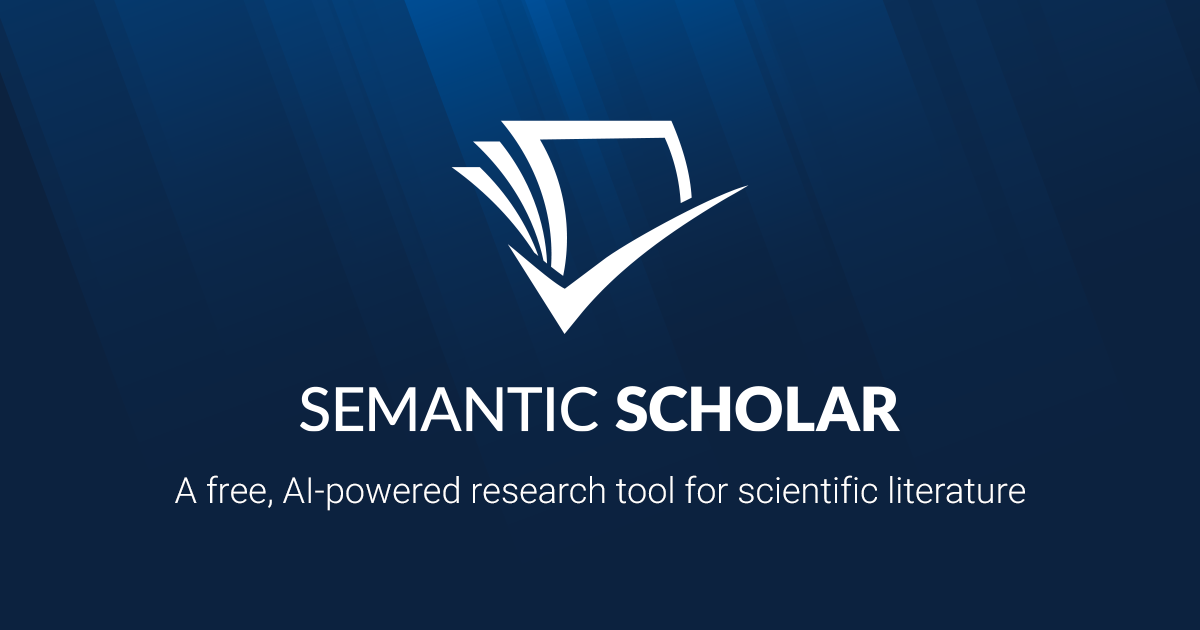 SEMANTIC SCHOLAR
A free, AI-powered research tool for scientific literature